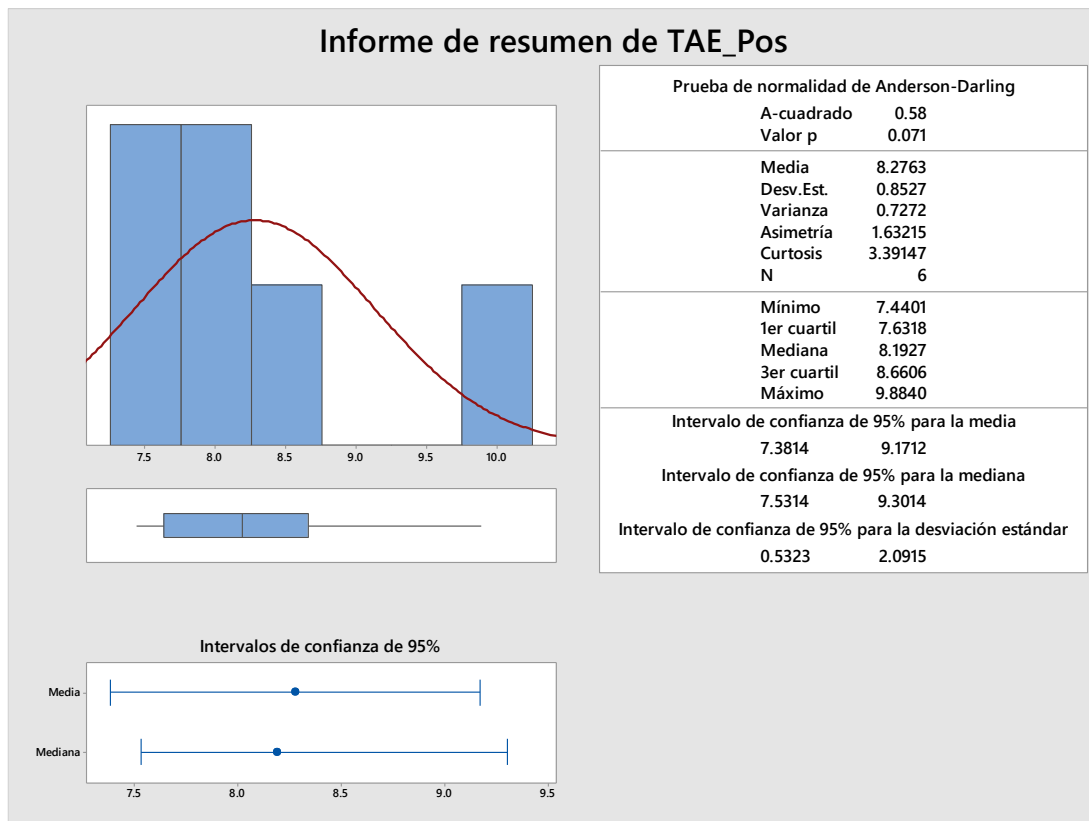 Informe de resumen de TAE_Pos
7.5 8.0 8.5 9.0 9.5 10.0
Prueba de normalidad de Anderson-Darling
A-cuadrado 0.58
Valor p 0.071
Media 8.2763
Desv.Est. 0.8527
Varianza 0.7272
Asimetría 1.63215
Curtosis 3.39147
N 6
Mínimo 7.4401
1er cuartil 7.6318
Mediana 8.1927
3er cuartil 8.6606
Máximo 9.8840
Intervalo de confianza de 95% para la media
7.3814 9.1712
Intervalo de confianza de 95% para la mediana
7.5314 9.3014
Intervalo de confianza de 95% para la desviación estándar
0.5323 2.0915
Intervalos de confianza de 95%
Media
Mediana
7.5 8.0 8.5 9.0 9.5